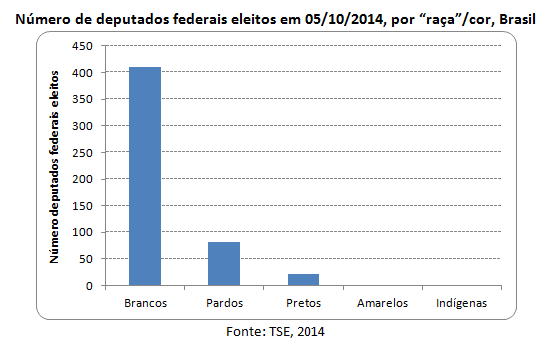 Número de deputados federais eleitos em 05/10/2014, por “raça”/cor, Brasil
Número deputados federais eleitos
450
400
350
300
250
200
150
100
50
0
Brancos Pardos Pretos Amarelos Indígenas
Fonte: TSE, 2014